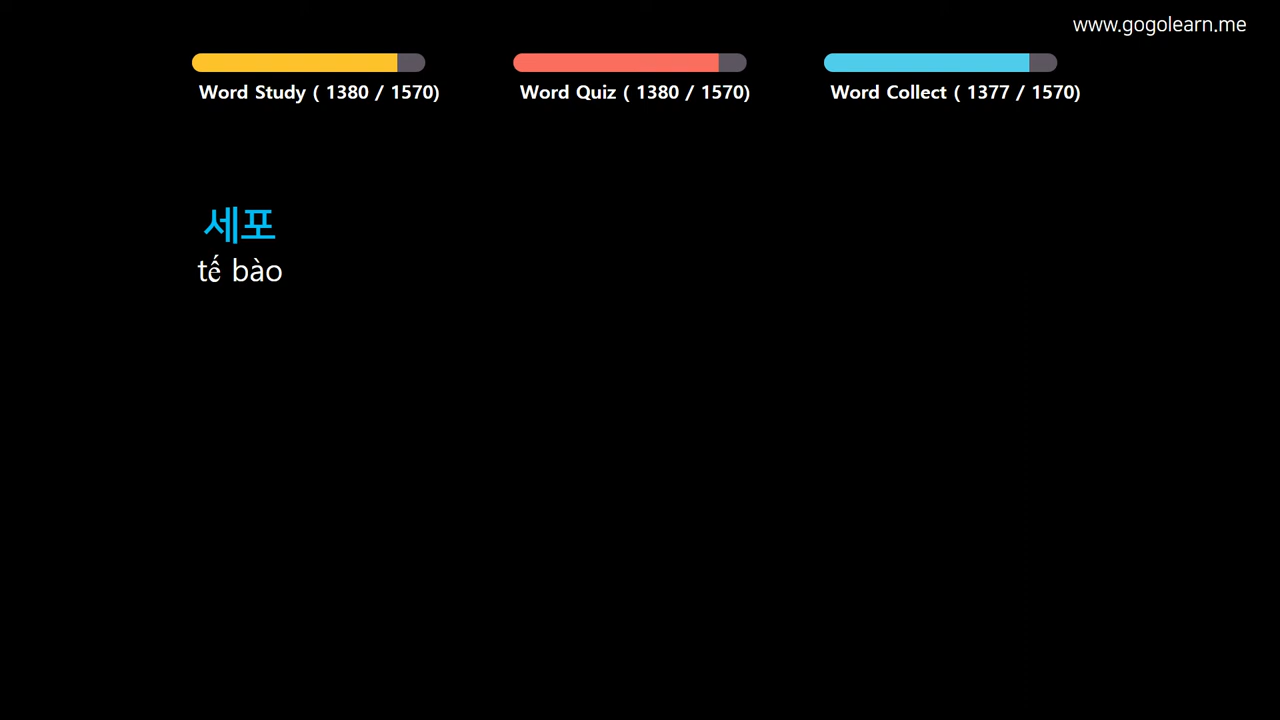 www.gogolearn.me
Word Study ( 1380 / 1570)
Word Quiz ( 1380 / 1570)
Word Collect ( 1377 / 1570)
세포
tế bào